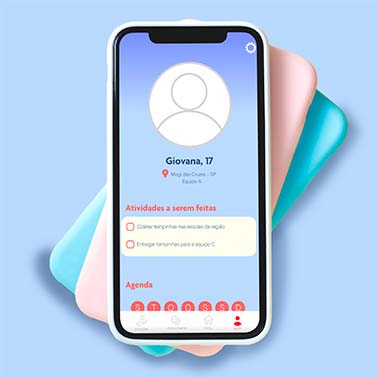 Giovana, 17
Mogi das Cruzes - SP
Equipe A
Atividades a serem feitas
Coletar tampinhas nas escolas da região
Entregar tampinhas para a equipe C
Agenda
S T Q Q S S D